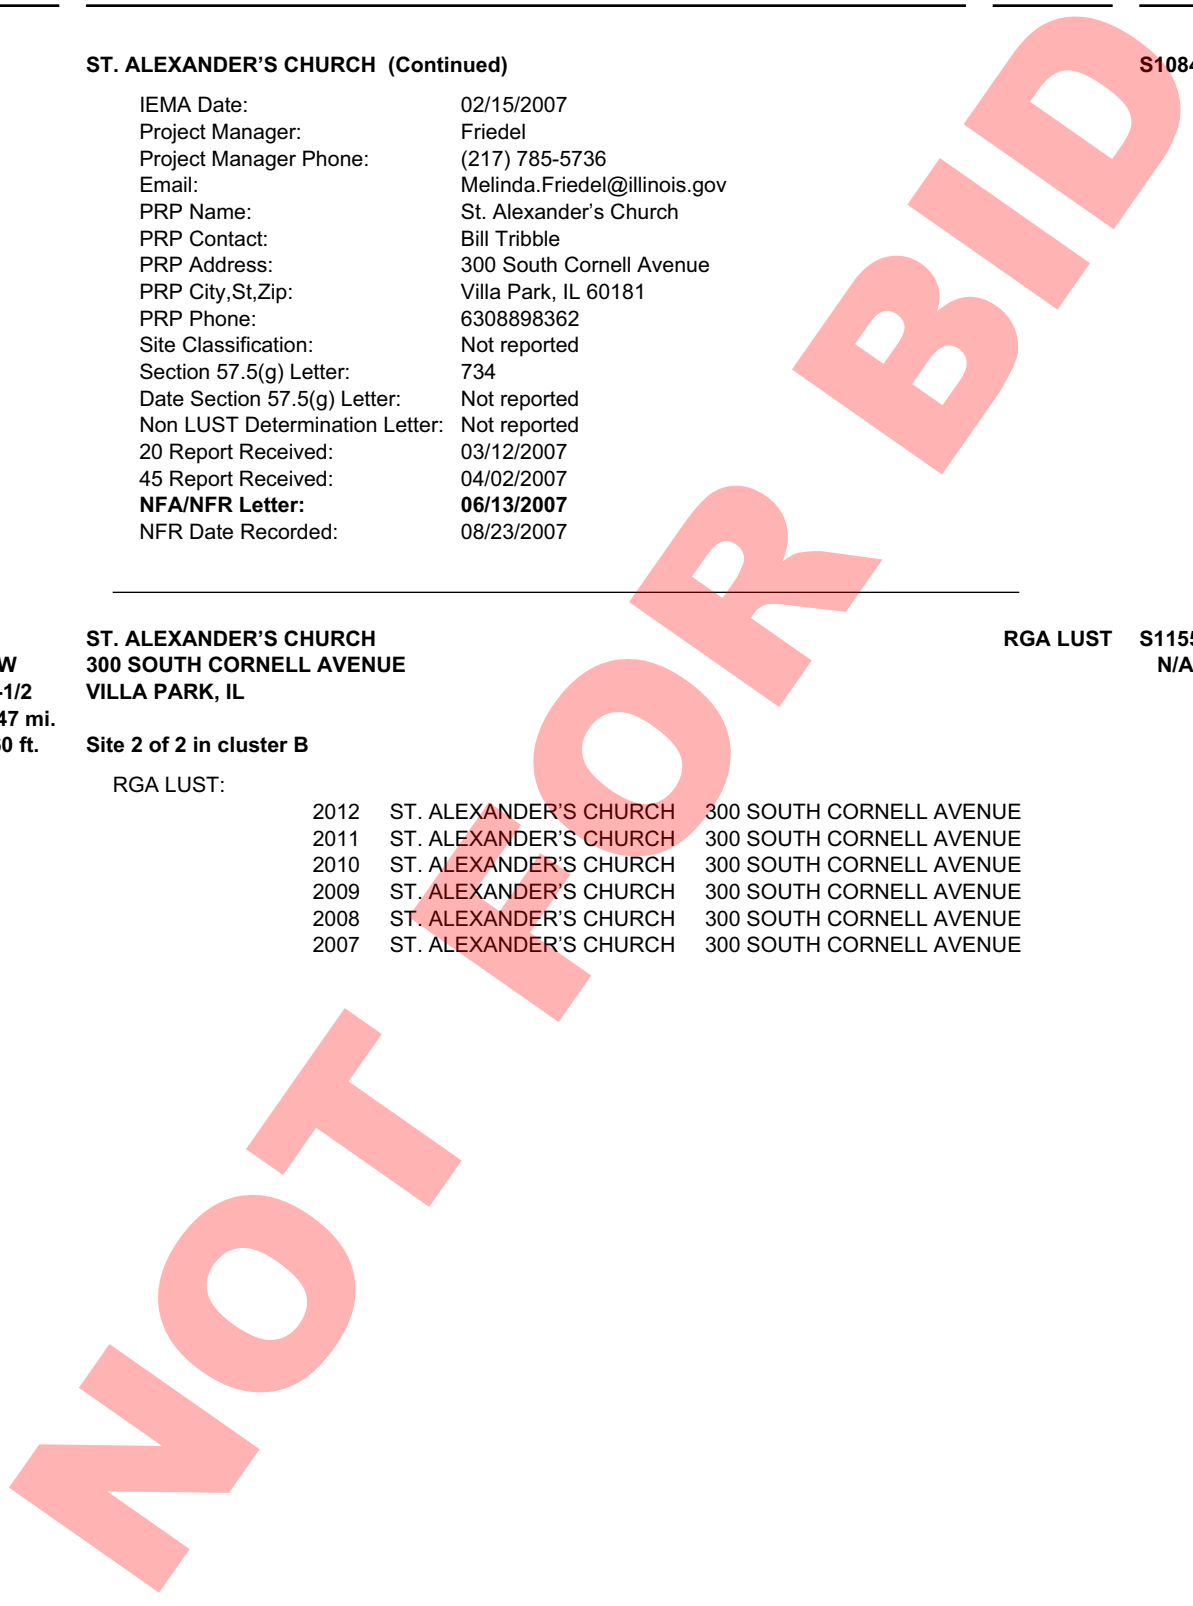 ST. ALEXANDER’S CHURCH (Continued) S1084
IEMA Date: 02/15/2007
Project Manager: Friedel
Project Manager Phone: (217) 785-5736
Email: Melinda.Friedel@illinois.gov
PRP Name: St. Alexander’s Church
PRP Contact: Bill Tribble
PRP Address: 300 South Cornell Avenue
PRP City,St,Zip: Villa Park, IL 60181
PRP Phone: 6308898362
Site Classification: Not reported
Section 57.5(g) Letter: 734
Date Section 57.5(g) Letter: Not reported
Non LUST Determination Letter: Not reported
20 Report Received: 03/12/2007
45 Report Received: 04/02/2007
NFA/NFR Letter: 06/13/2007
NFR Date Recorded: 08/23/2007
ST. ALEXANDER’S CHURCH RGA LUST S1155
W 300 SOUTH CORNELL AVENUE N/A
-1/2 VILLA PARK, IL
47 mi.
0 ft. Site 2 of 2 in cluster B
RGA LUST:
2012 ST. ALEXANDER’S CHURCH 300 SOUTH CORNELL AVENUE
2011 ST. ALEXANDER’S CHURCH 300 SOUTH CORNELL AVENUE
2010 ST. ALEXANDER’S CHURCH 300 SOUTH CORNELL AVENUE
2009 ST. ALEXANDER’S CHURCH 300 SOUTH CORNELL AVENUE
2008 ST. ALEXANDER’S CHURCH 300 SOUTH CORNELL AVENUE
2007 ST. ALEXANDER’S CHURCH 300 SOUTH CORNELL AVENUE
NOT FOR BID